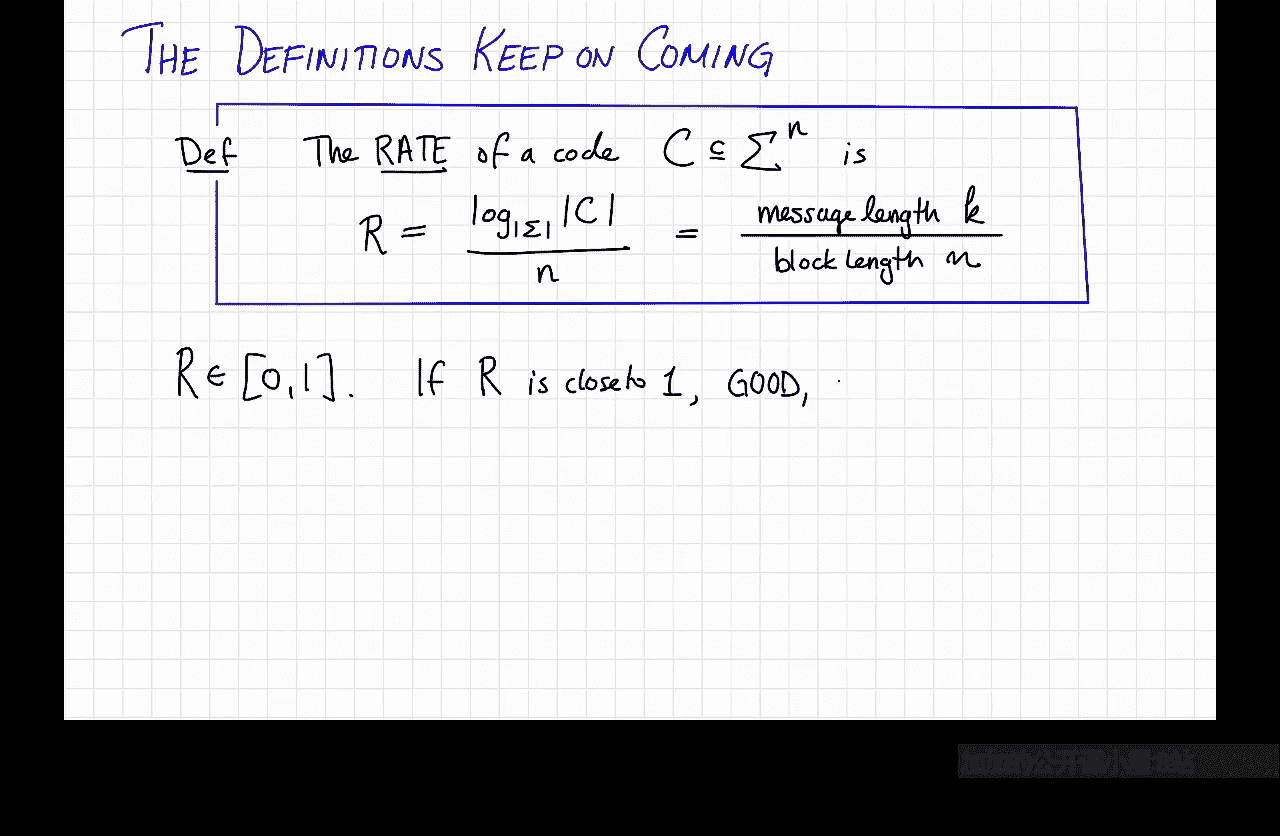 THE DEFINITIONS KEEP ON COMING
Def The RATE of a code C ⊆ Σ^n is
R = log_|Σ| |C| / n = message length k / block length n
R ∈ [0,1]. If R is close to 1, GOOD,